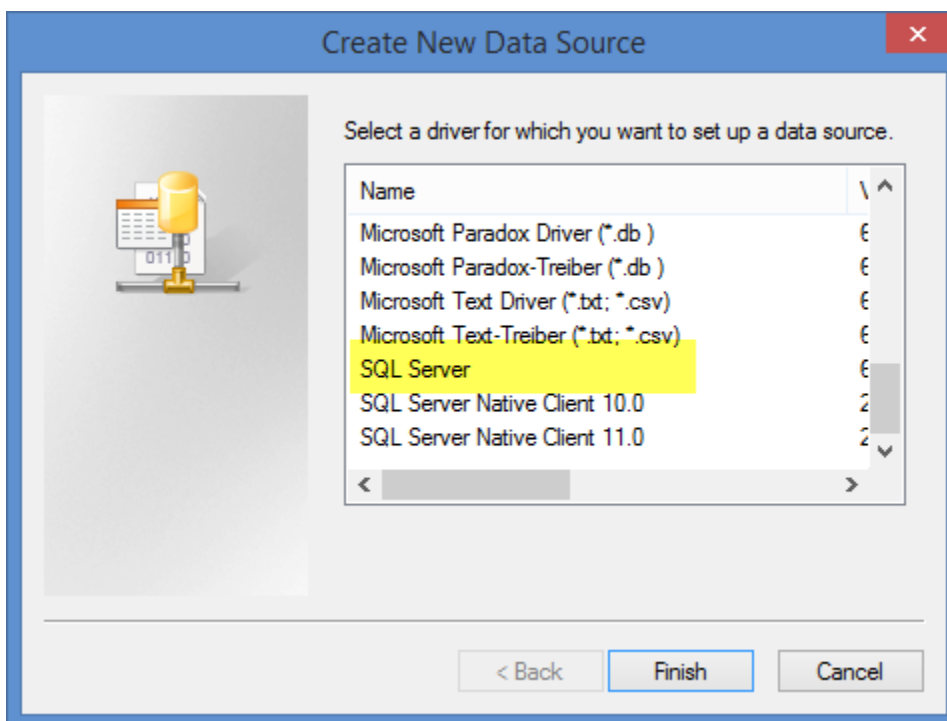 Create New Data Source
Select a driver for which you want to set up a data source.
Name
Microsoft Paradox Driver (*.db )
Microsoft Paradox-Treiber (*.db )
Microsoft Text Driver (*.txt; *.csv)
Microsoft Text-Treiber (*.txt; *.csv)
SQL Server
SQL Server Native Client 10.0
SQL Server Native Client 11.0
< Back Finish Cancel